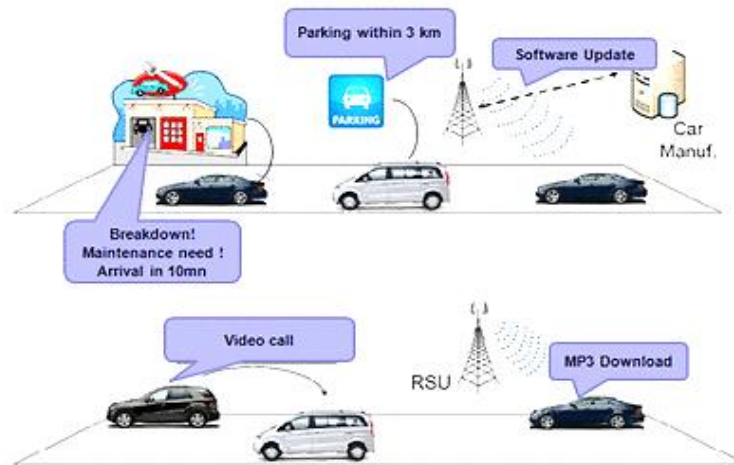 Parking within 3 km
Software Update
PARKING
Car
Manuf.
Breakdown!
Maintenance need !
Arrival in 10mn
Video call
MP3 Download
RSU